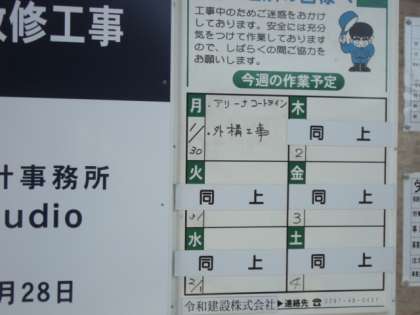 改修工事
計事務所
udio
月28日
工事中のためご迷惑をおかけ
しております。安全には充分
気をつけて作業しております
ので、しばらくの間ご協力を
お願いします。
今週の作業予定
月
・アリーナコートライン
・外構工事
1/30
火
同上
31
水
同上
2/1
木
同上
2
金
同上
3
土
同上
4
令和建設株式会社▶連絡先